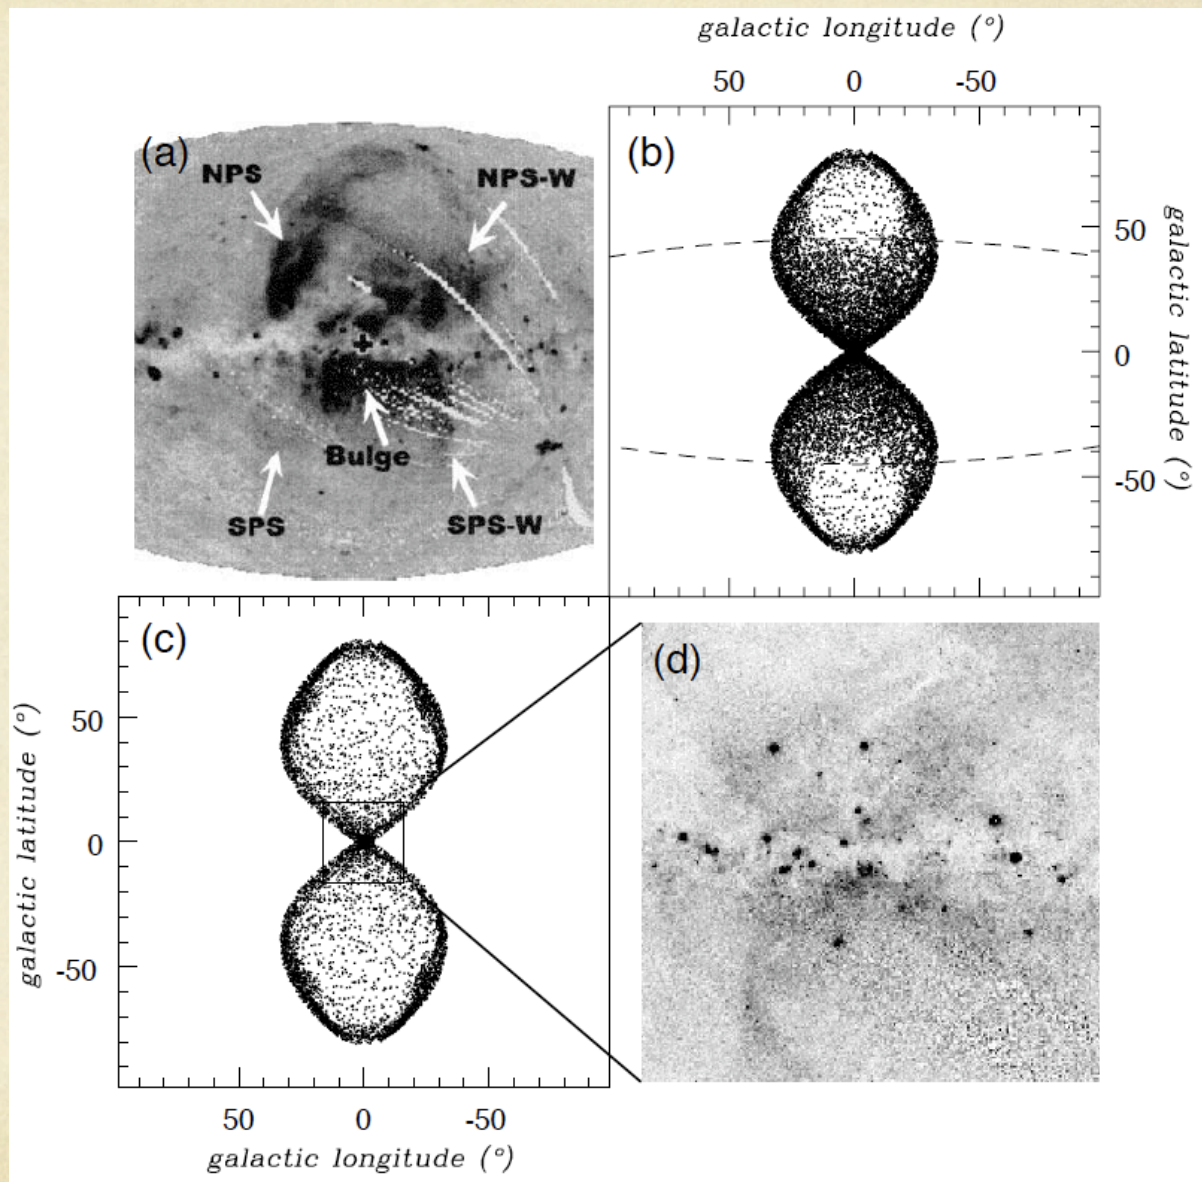 galactic longitude (°)
50 0 -50
(a)
NPS
NPS-W
Bulge
SPS
SPS-W
(b)
50
0
-50
galactic latitude (°)
(c)
50
0
-50
galactic latitude (°)
50 0 -50
galactic longitude (°)
(d)